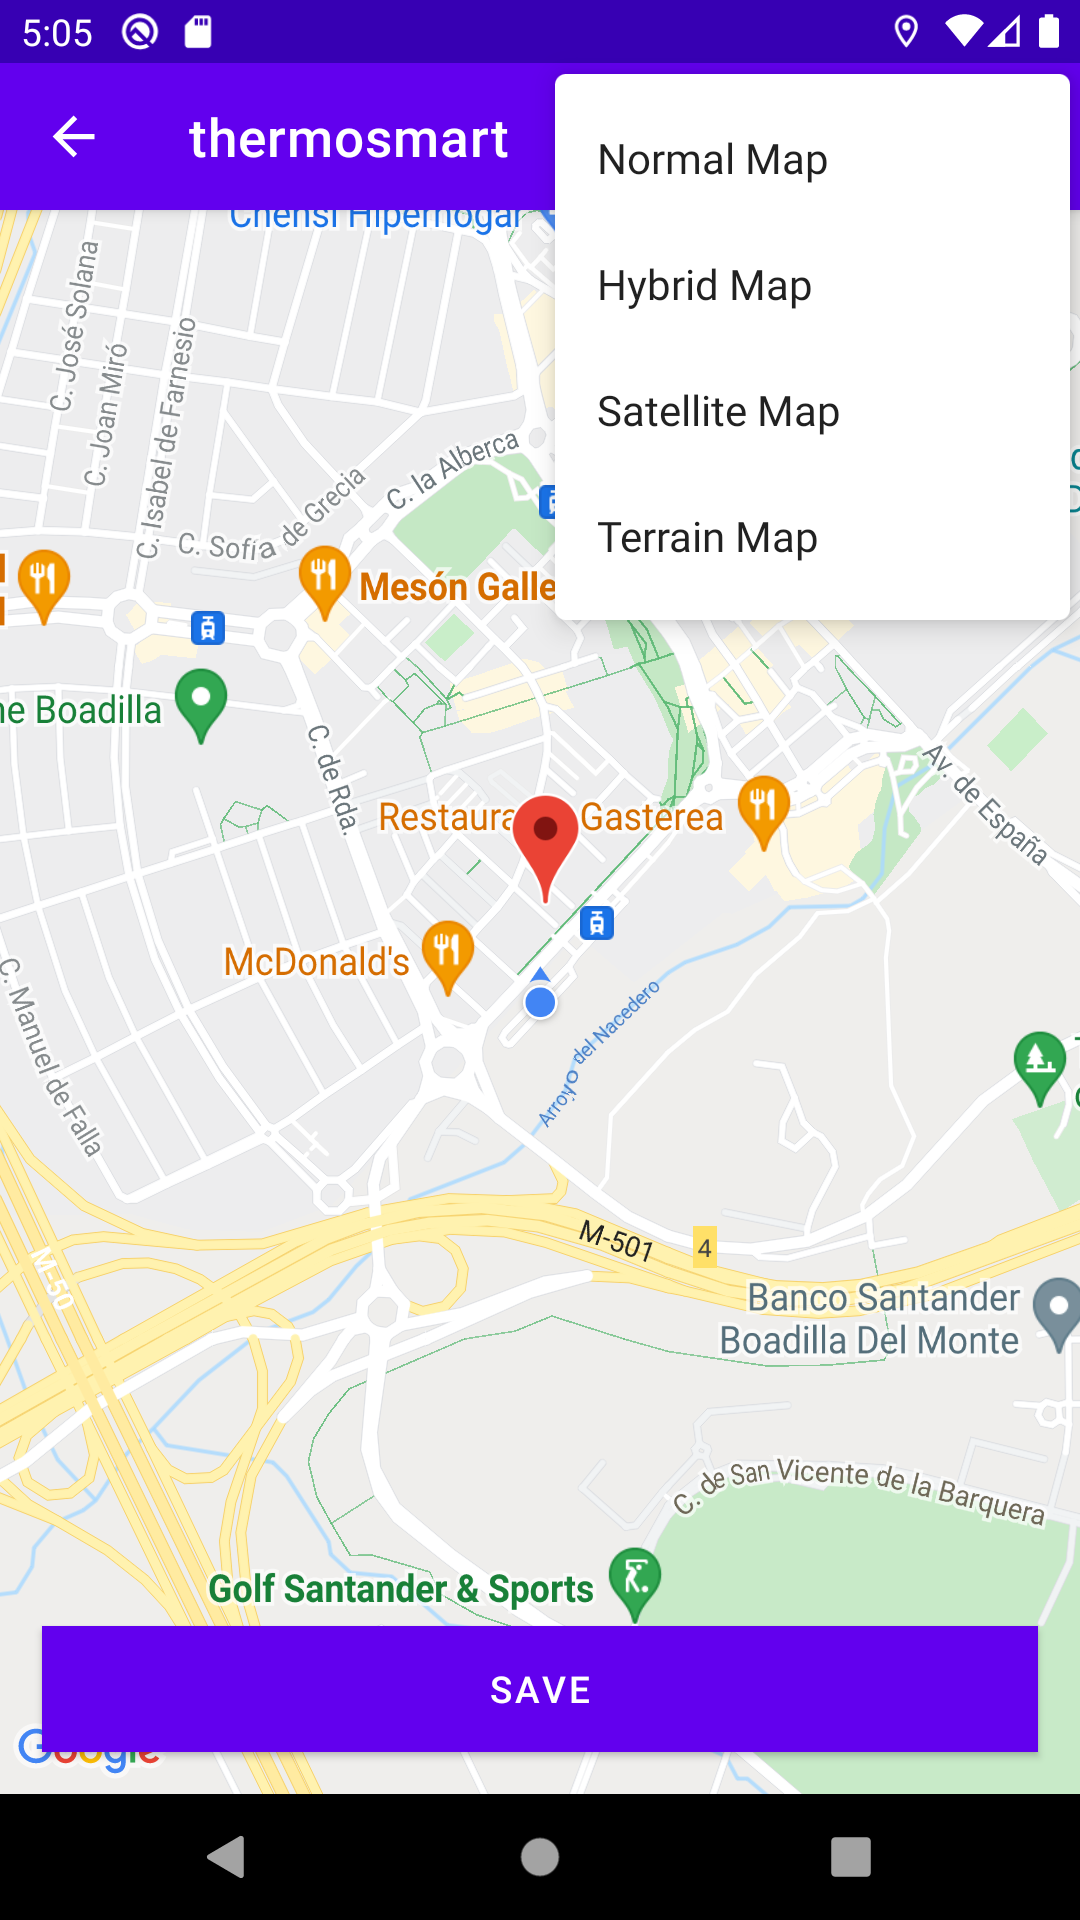 5:05
thermosmart
Normal Map
Hybrid Map
Satellite Map
Terrain Map
Chensi Hipernogar
C. José Solana
C. Joan Miró
C. Isabel de Farnesio
C. Sofía de Grecia
C. la Alberca
Mesón Galle
ne Boadilla
C. de Rda.
Restaura Gasterea
Av. de España
McDonald's
C. Manuel de Falla
Arroyo del Nacedero
M-501
4
M-50
Banco Santander
Boadilla Del Monte
C. de San Vicente de la Barquera
Golf Santander & Sports
SAVE
Google